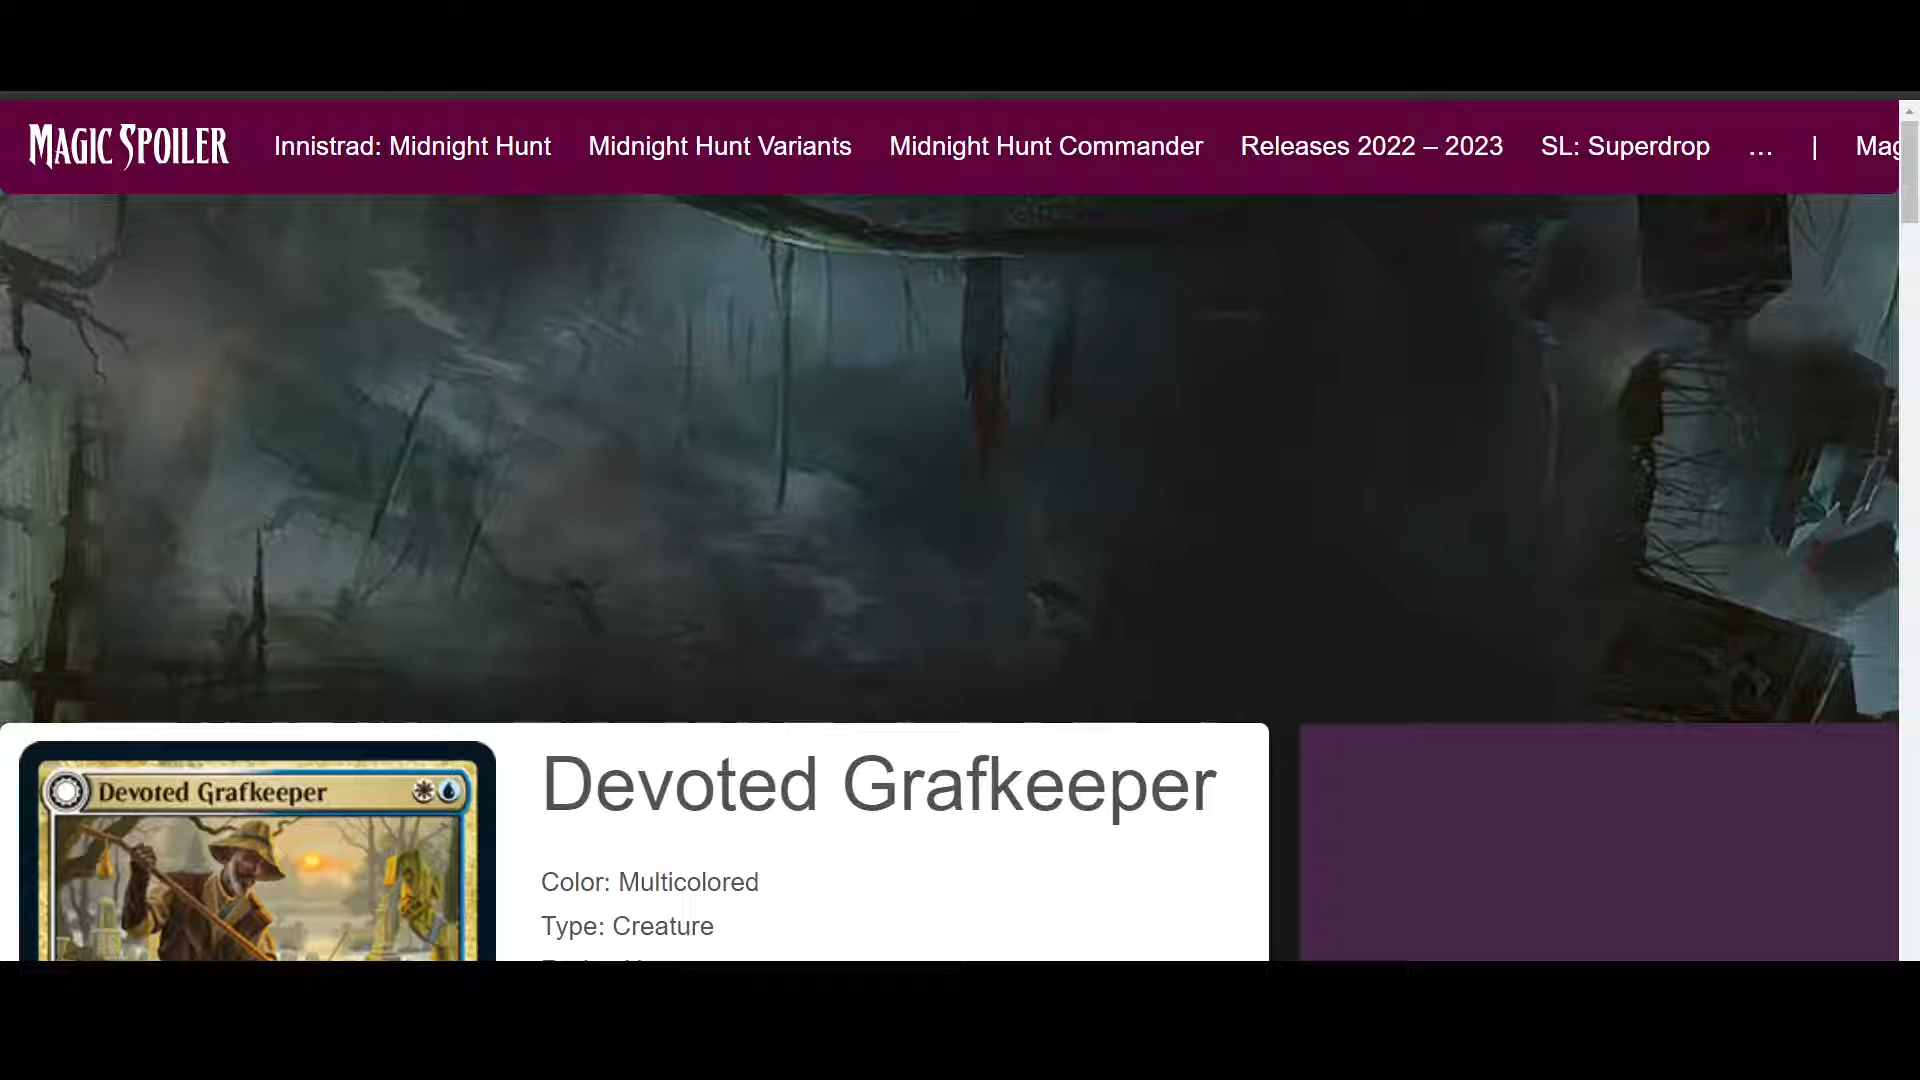 MAGIC SPOILER Innistrad: Midnight Hunt Midnight Hunt Variants Midnight Hunt Commander Releases 2022 – 2023 SL: Superdrop ... | Mag
Devoted Grafkeeper
Devoted Grafkeeper
Color: Multicolored
Type: Creature